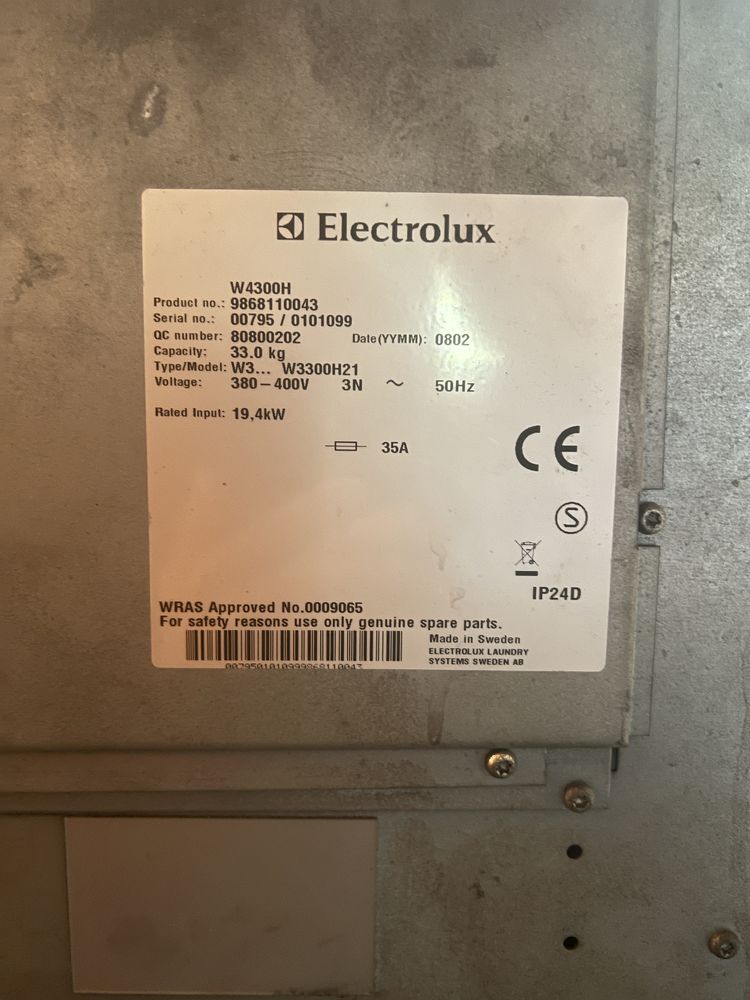 Electrolux
W4300H
Product no.: 9868110043
Serial no.: 00795 / 0101099
QC number: 80800202 Date(YYMM): 0802
Capacity: 33.0 kg
Type/Model: W3... W3300H21
Voltage: 380–400V 3N ~ 50Hz
Rated Input: 19,4kW
35A
CE
S
IP24D
WRAS Approved No.0009065
For safety reasons use only genuine spare parts.
Made in Sweden
ELECTROLUX LAUNDRY
SYSTEMS SWEDEN AB
00795010109999868110043